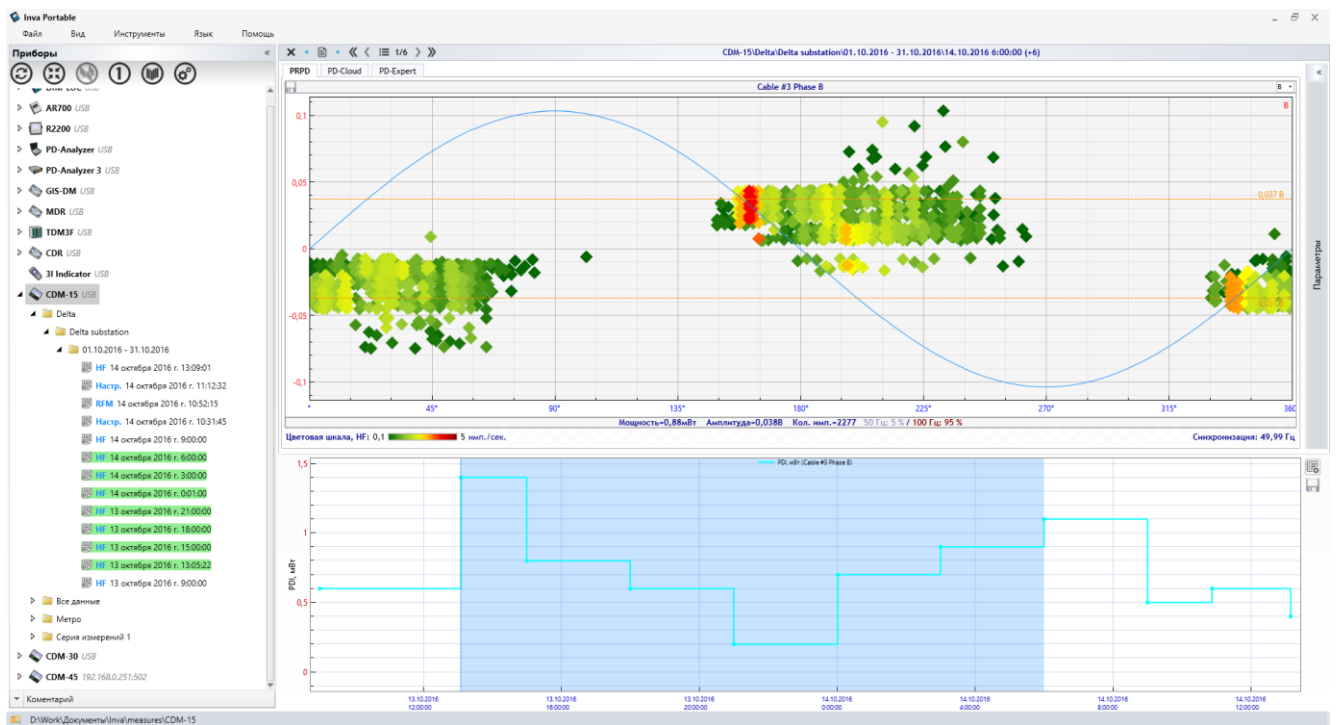 Inva Portable
Файл Вид Инструменты Язык Помощь
Приборы
DIM-LOC USB
AR700 USB
R2200 USB
PD-Analyzer USB
PD-Analyzer 3 USB
GIS-DM USB
MDR USB
TDM3F USB
CDR USB
3I Indicator USB
CDM-15 USB
Delta
Delta substation
01.10.2016 - 31.10.2016
HF 14 октября 2016 г. 13:09:01
Настр. 14 октября 2016 г. 11:12:32
RFM 14 октября 2016 г. 10:52:15
Настр. 14 октября 2016 г. 10:31:45
HF 14 октября 2016 г. 9:00:00
HF 14 октября 2016 г. 6:00:00
HF 14 октября 2016 г. 3:00:00
HF 14 октября 2016 г. 0:01:00
HF 13 октября 2016 г. 21:00:00
HF 13 октября 2016 г. 18:00:00
HF 13 октября 2016 г. 15:00:00
HF 13 октября 2016 г. 13:05:22
HF 13 октября 2016 г. 9:00:00
Все данные
Метро
Серия измерений 1
CDM-30 USB
CDM-45 192.168.0.251:502
Коментарий
D:\Work\Документы\Inva\measures\CDM-15
1/6
CDM-15\Delta\Delta substation\01.10.2016 - 31.10.2016\14.10.2016 6:00:00 (+6)
PRPD PD-Cloud PD-Expert
Cable #3 Phase B
В
В
0,1
0,05
0,037 В
0
-0,05
-0,1
45° 90° 135° 180° 225° 270° 315° 360
Мощность=0,88мВт Амплитуда=0,038В Кол. имп.=2277 50 Гц: 5 % / 100 Гц: 95 %
Цветовая шкала, HF: 0,1 5 имп./сек.
Синхронизация: 49,99 Гц
Параметры
PDI, мВт (Cable #3 Phase B)
PDI, мВт
1,5
1
0,5
0
13.10.2016 13.10.2016 13.10.2016 14.10.2016 14.10.2016 14.10.2016 14.10.2016
12:00:00 16:00:00 20:00:00 0:00:00 4:00:00 8:00:00 12:00:00